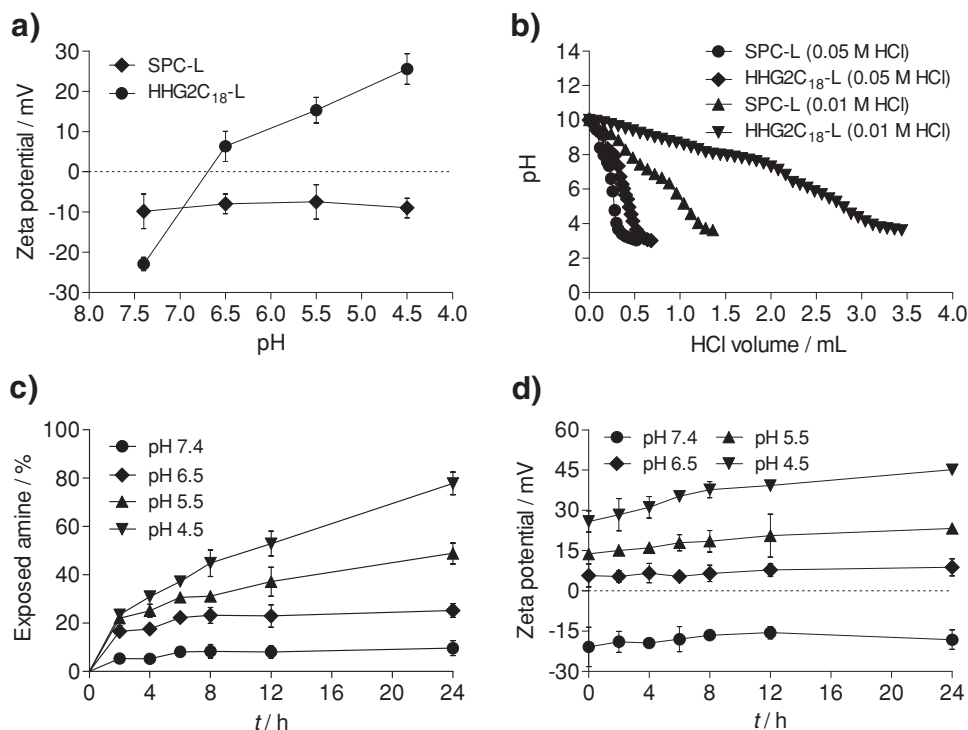 a)
Zeta potential / mV
30
20
10
0
-10
-20
-30
SPC-L
HHG2C₁₈-L
8.0 7.5 7.0 6.5 6.0 5.5 5.0 4.5 4.0
pH
b)
pH
14
12
10
8
6
4
2
0
SPC-L (0.05 M HCl)
HHG2C₁₈-L (0.05 M HCl)
SPC-L (0.01 M HCl)
HHG2C₁₈-L (0.01 M HCl)
0.0 0.5 1.0 1.5 2.0 2.5 3.0 3.5 4.0
HCl volume / mL
c)
Exposed amine / %
100
80
60
40
20
0
pH 7.4
pH 6.5
pH 5.5
pH 4.5
0 4 8 12 16 20 24
t / h
d)
Zeta potential / mV
60
45
30
15
0
-15
-30
pH 7.4 pH 5.5
pH 6.5 pH 4.5
0 4 8 12 16 20 24
t / h